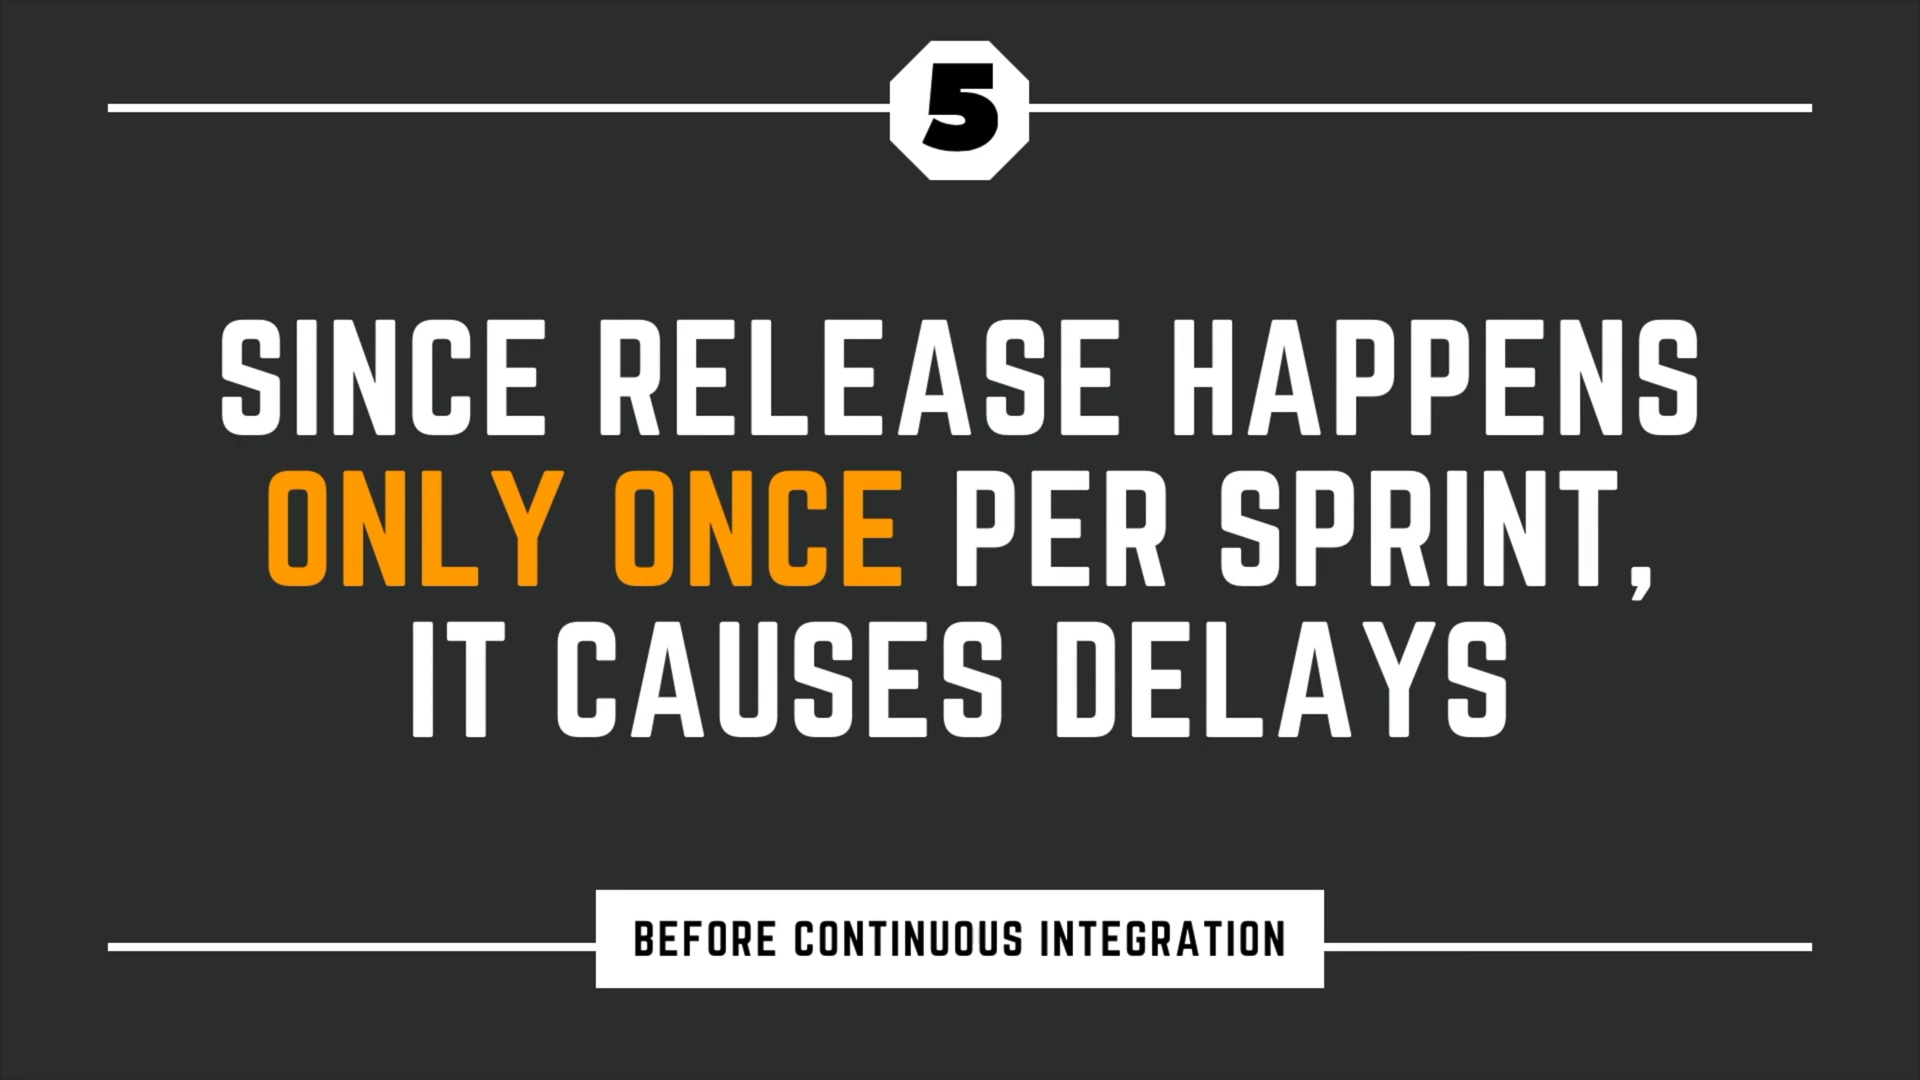 5
SINCE RELEASE HAPPENS
ONLY ONCE PER SPRINT,
IT CAUSES DELAYS
BEFORE CONTINUOUS INTEGRATION